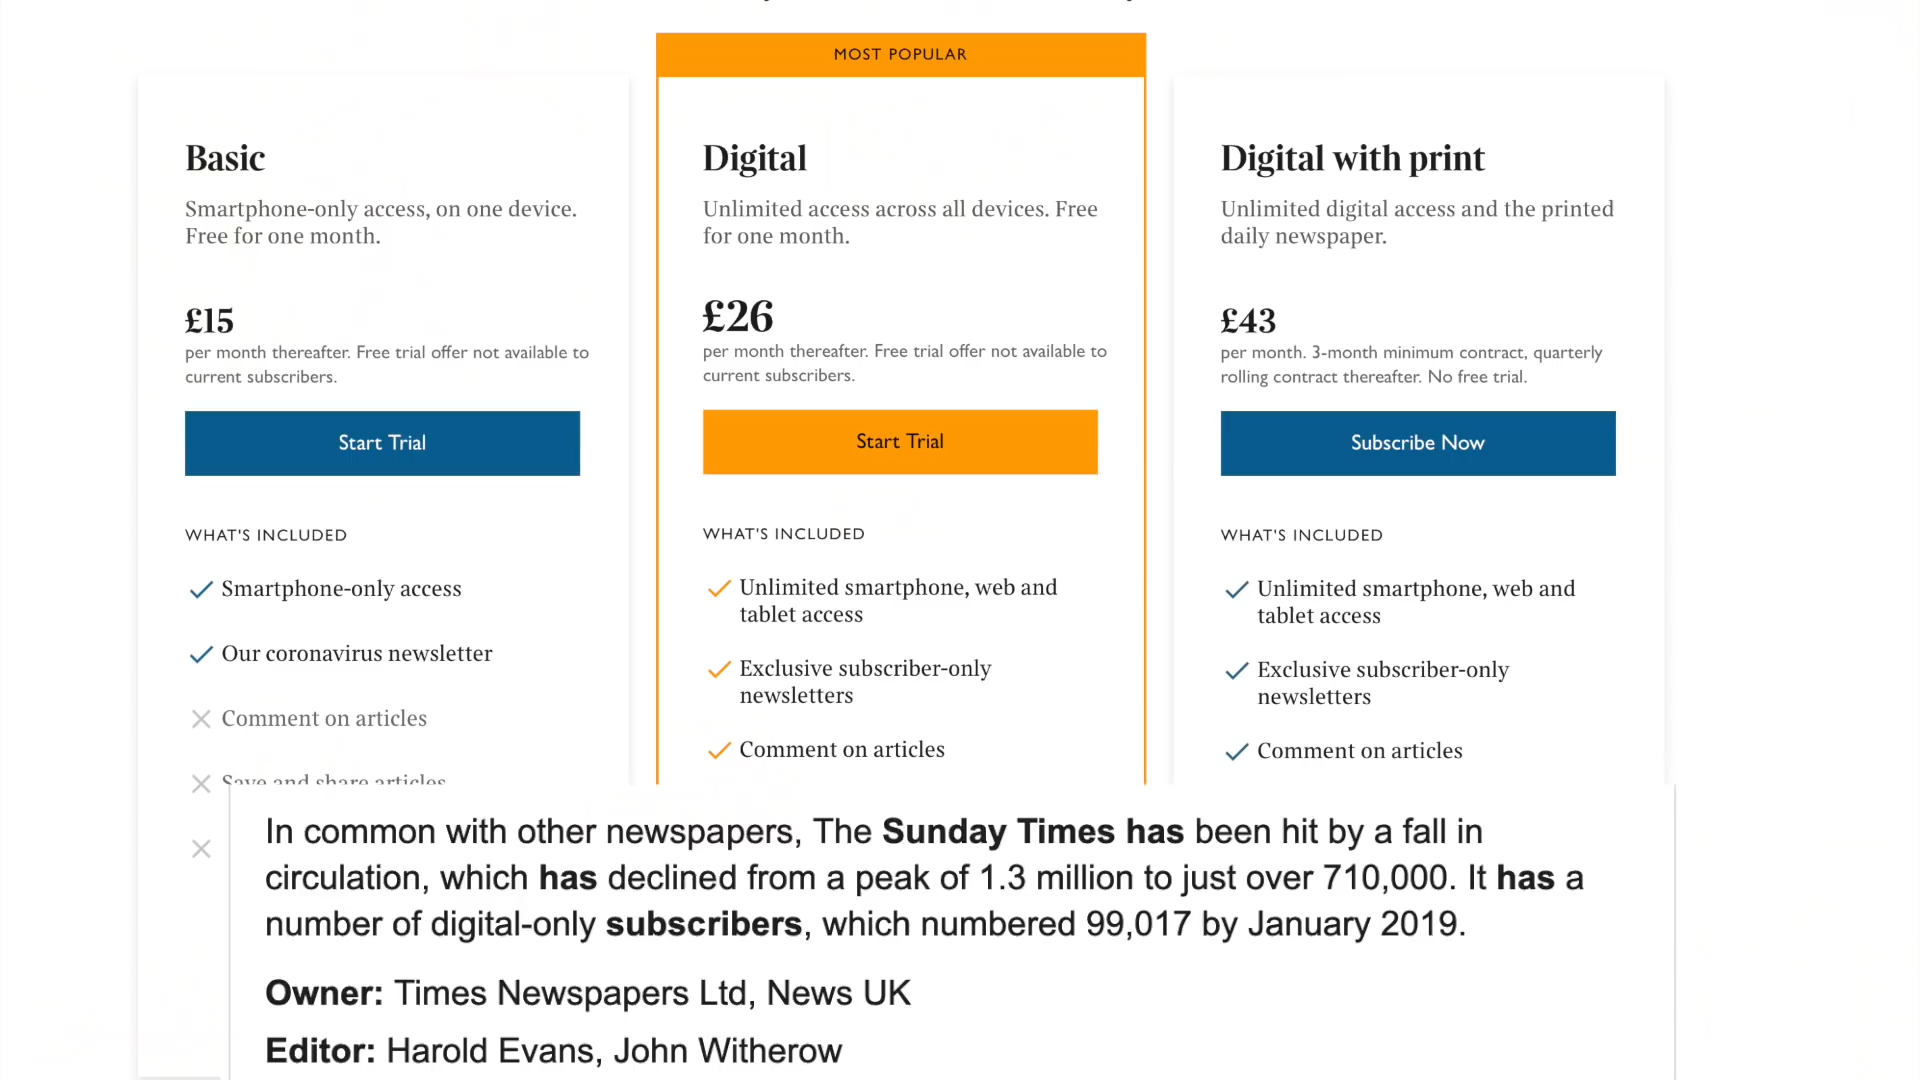 MOST POPULAR
Basic
Smartphone-only access, on one device.
Free for one month.
£15
per month thereafter. Free trial offer not available to
current subscribers.
Start Trial
WHAT'S INCLUDED
Smartphone-only access
Our coronavirus newsletter
Comment on articles
Save and share articles
Digital
Unlimited access across all devices. Free
for one month.
£26
per month thereafter. Free trial offer not available to
current subscribers.
Start Trial
WHAT'S INCLUDED
Unlimited smartphone, web and
tablet access
Exclusive subscriber-only
newsletters
Comment on articles
Digital with print
Unlimited digital access and the printed
daily newspaper.
£43
per month. 3-month minimum contract, quarterly
rolling contract thereafter. No free trial.
Subscribe Now
WHAT'S INCLUDED
Unlimited smartphone, web and
tablet access
Exclusive subscriber-only
newsletters
Comment on articles
In common with other newspapers, The Sunday Times has been hit by a fall in
circulation, which has declined from a peak of 1.3 million to just over 710,000. It has a
number of digital-only subscribers, which numbered 99,017 by January 2019.
Owner: Times Newspapers Ltd, News UK
Editor: Harold Evans, John Witherow